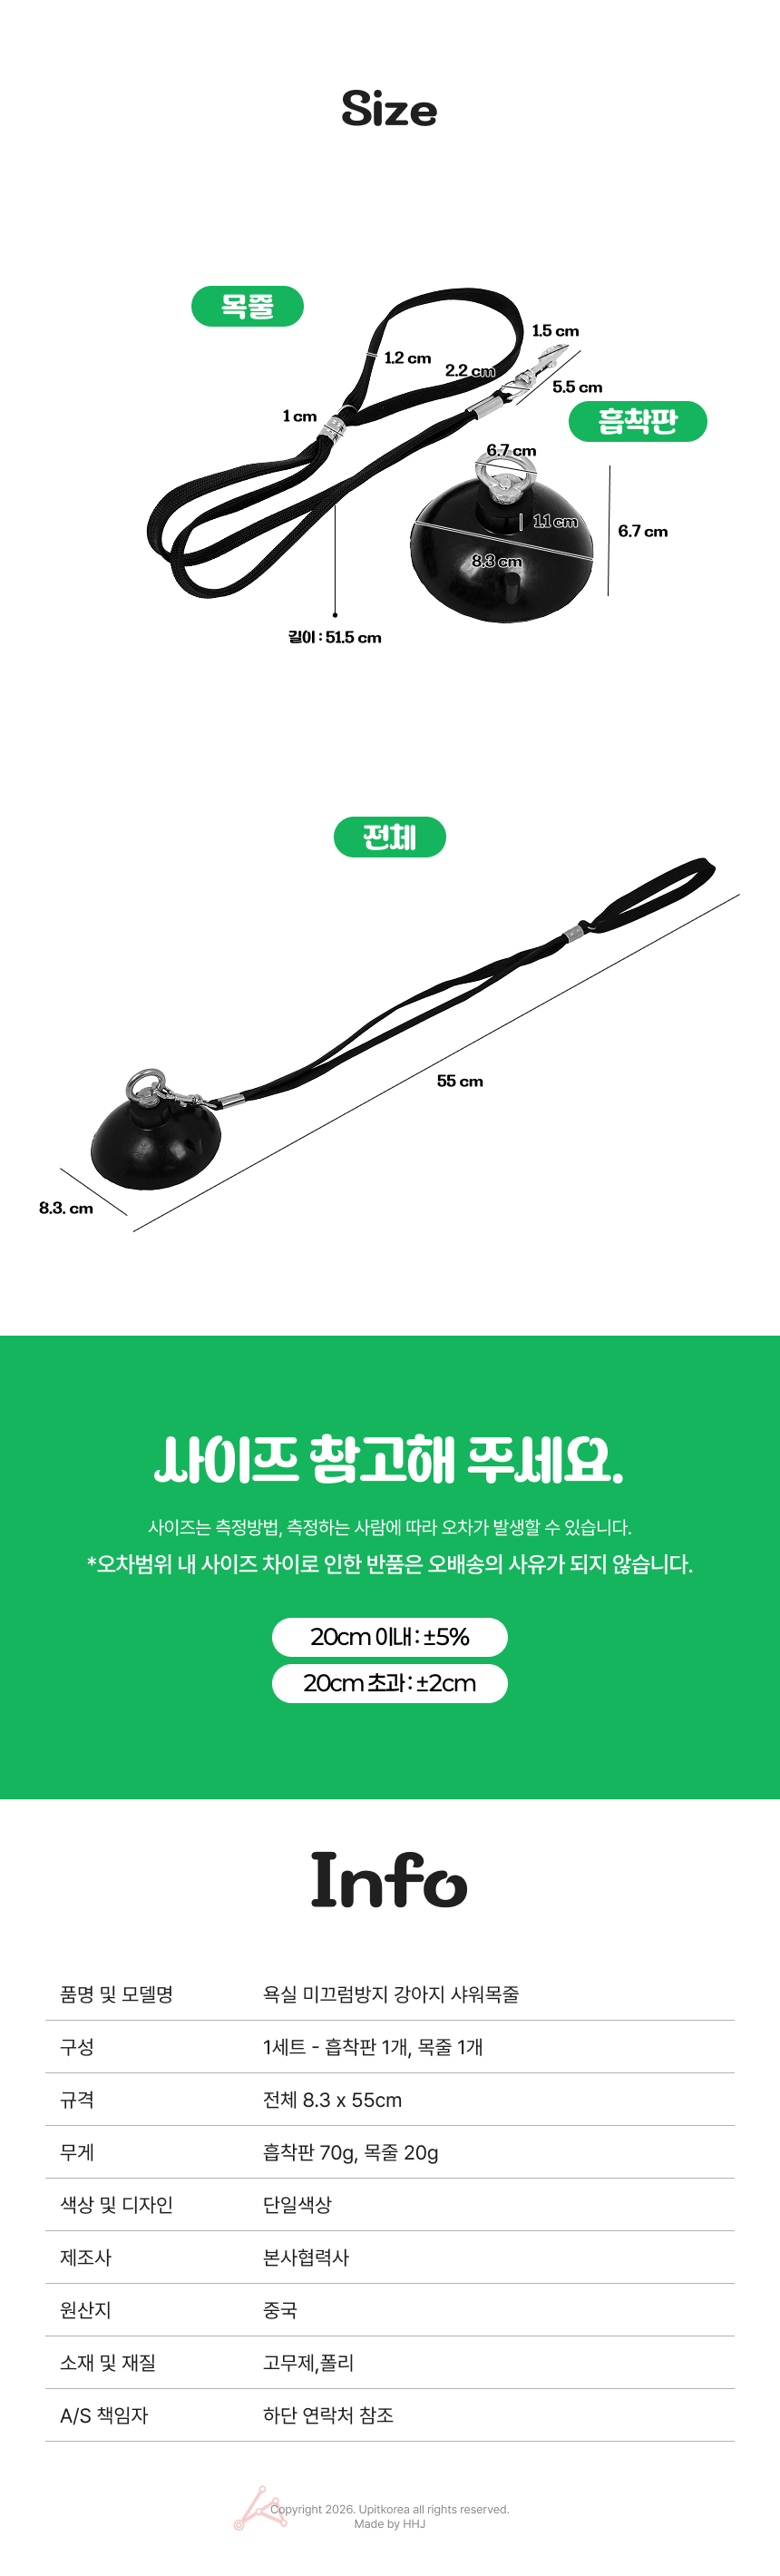 Size
목줄
1.5 cm
1.2 cm
2.2 cm
5.5 cm
1 cm
흡착판
6.7 cm
1.1 cm
6.7 cm
8.3 cm
길이 : 51.5 cm
전체
55 cm
8.3. cm
사이즈 참고해 주세요.
사이즈는 측정방법, 측정하는 사람에 따라 오차가 발생할 수 있습니다.
*오차범위 내 사이즈 차이로 인한 반품은 오배송의 사유가 되지 않습니다.
20cm 이내 : ±5%
20cm 초과 : ±2cm
Info
품명 및 모델명 욕실 미끄럼방지 강아지 샤워목줄
구성 1세트 - 흡착판 1개, 목줄 1개
규격 전체 8.3 x 55cm
무게 흡착판 70g, 목줄 20g
색상 및 디자인 단일색상
제조사 본사협력사
원산지 중국
소재 및 재질 고무제,폴리
A/S 책임자 하단 연락처 참조
Copyright 2026. Upitkorea all rights reserved.
Made by HHJ